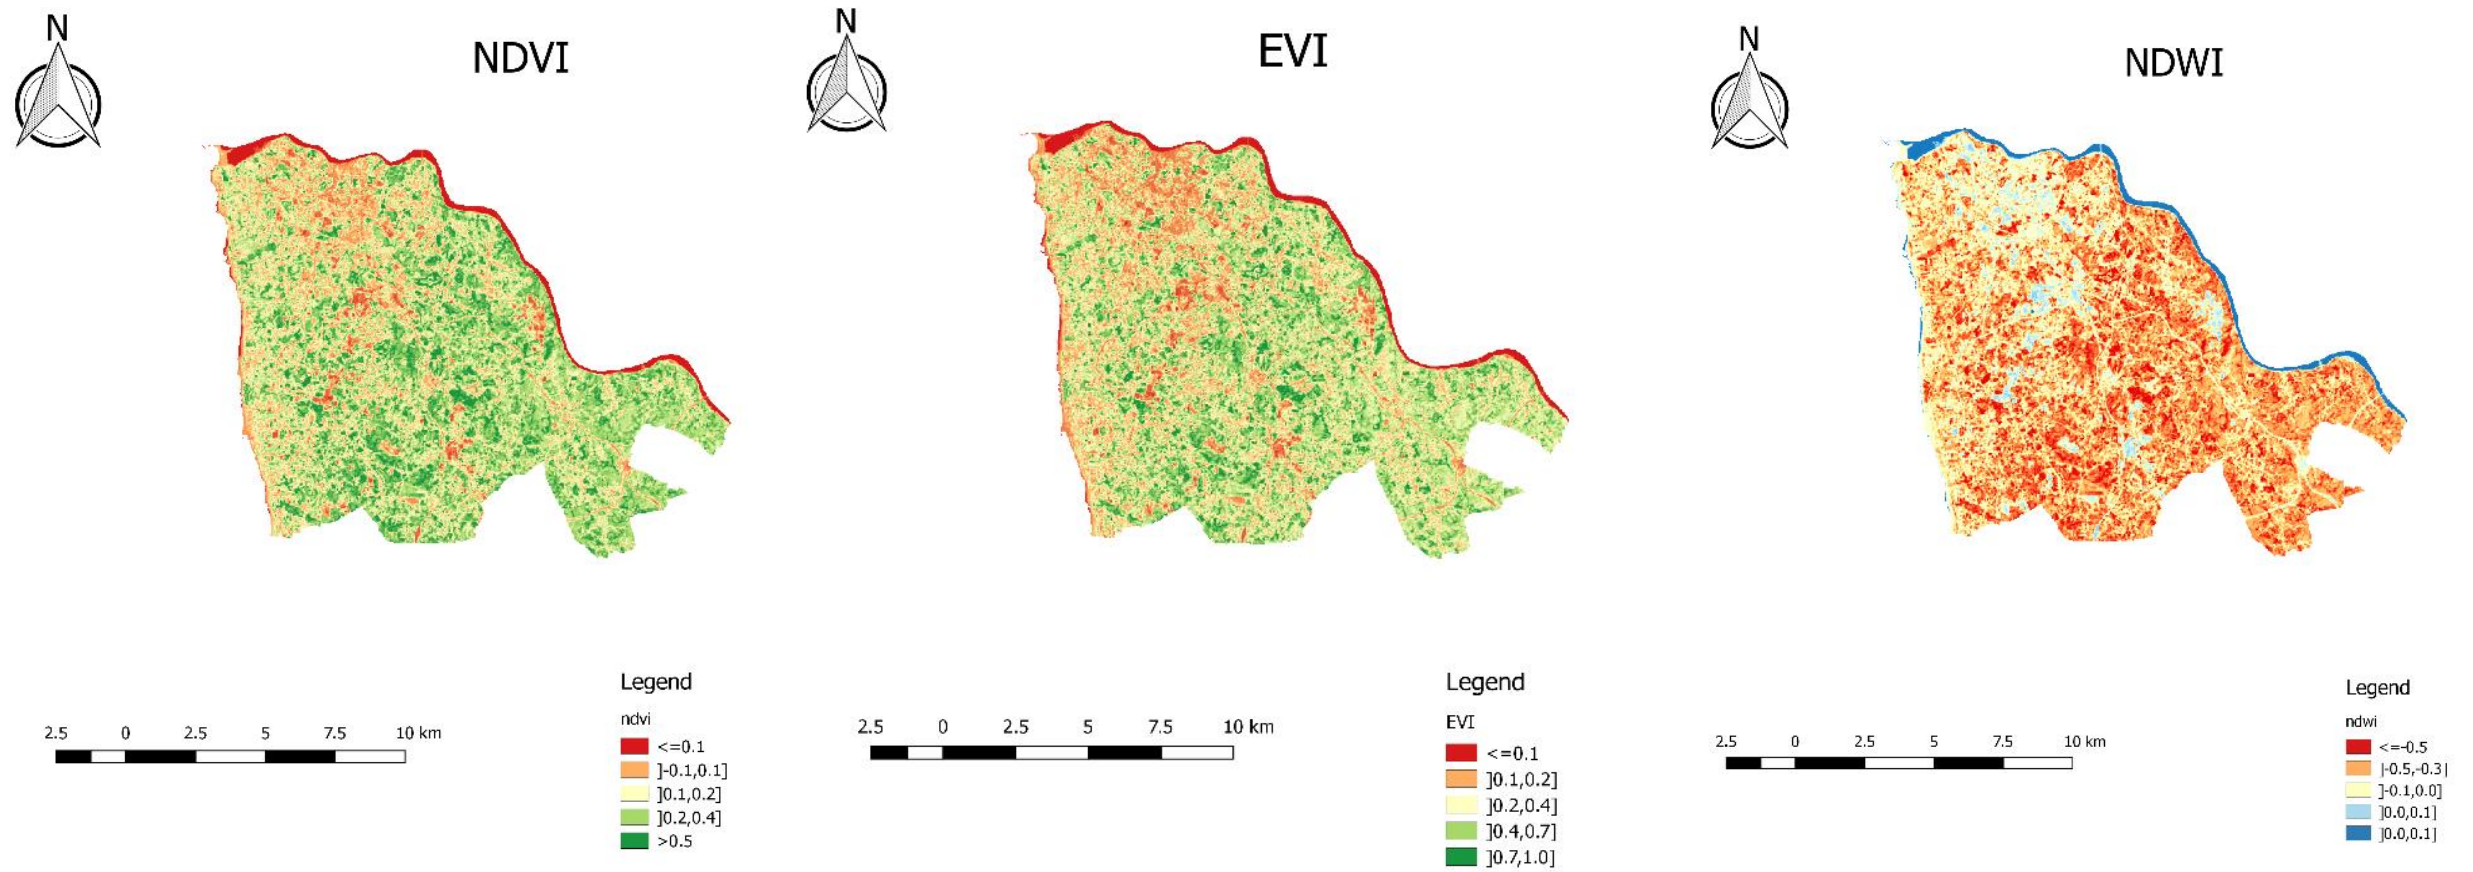 N
NDVI
2.5 0 2.5 5 7.5 10 km
Legend
ndvi
<=0.1
]-0.1,0.1]
]0.1,0.2]
]0.2,0.4]
>0.5
N
EVI
2.5 0 2.5 5 7.5 10 km
Legend
EVI
<=0.1
]0.1,0.2]
]0.2,0.4]
]0.4,0.7]
]0.7,1.0]
N
NDWI
2.5 0 2.5 5 7.5 10 km
Legend
ndwi
<=-0.5
]-0.5,-0.3]
]-0.1,0.0]
]0.0,0.1]
]0.0,0.1]